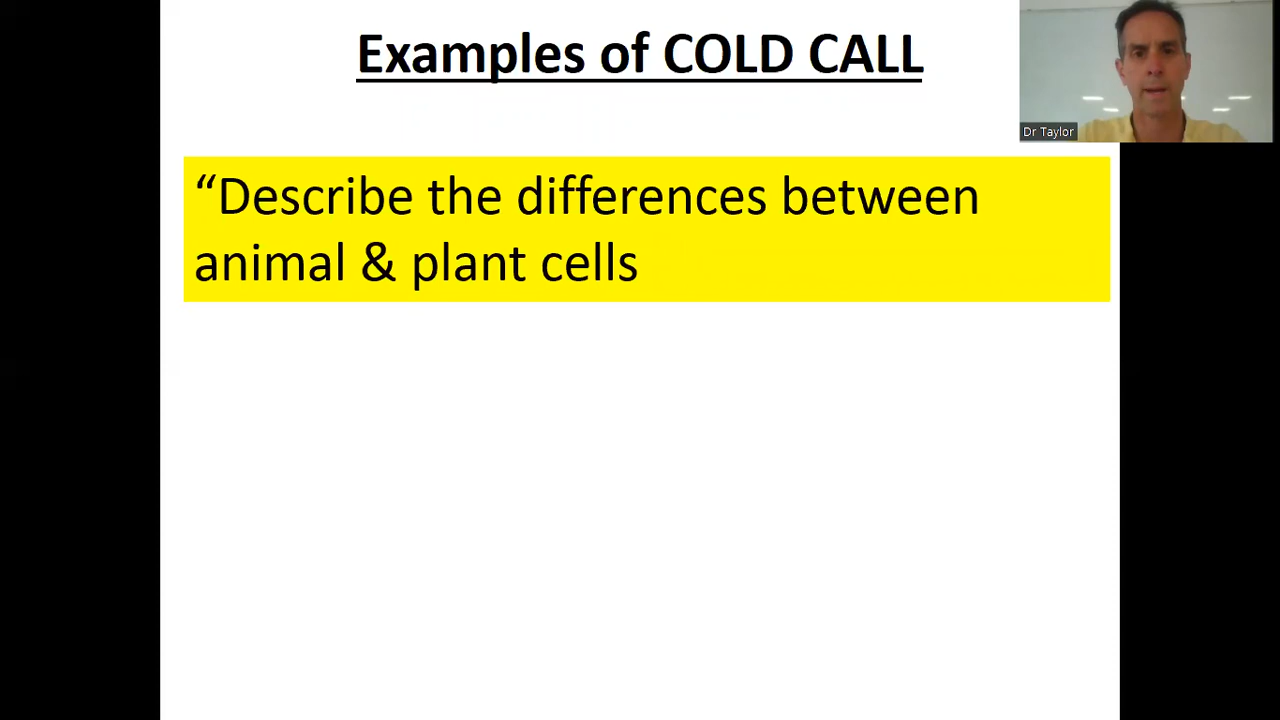 Examples of COLD CALL
Dr Taylor
“Describe the differences between
animal & plant cells